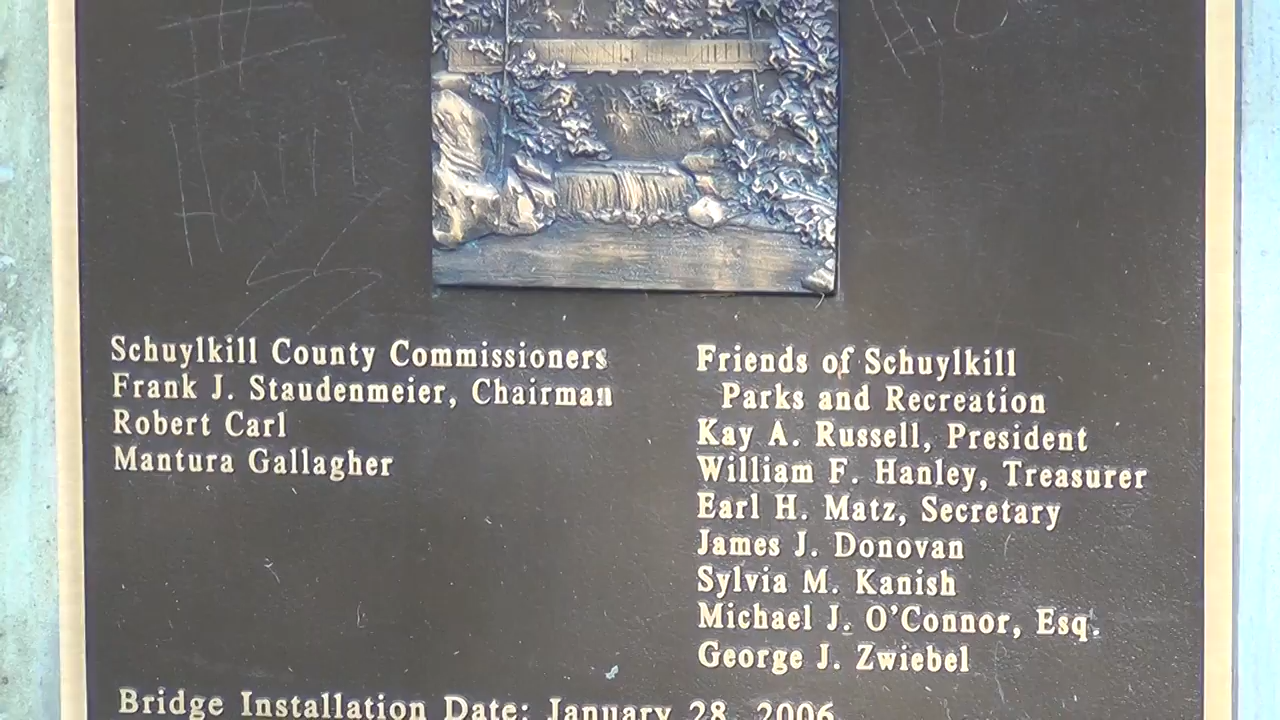 Schuylkill County Commissioners
Frank J. Staudenmeier, Chairman
Robert Carl
Mantura Gallagher
Friends of Schuylkill
Parks and Recreation
Kay A. Russell, President
William F. Hanley, Treasurer
Earl H. Matz, Secretary
James J. Donovan
Sylvia M. Kanish
Michael J. O'Connor, Esq.
George J. Zwiebel
Bridge Installation Date: January 28, 2006